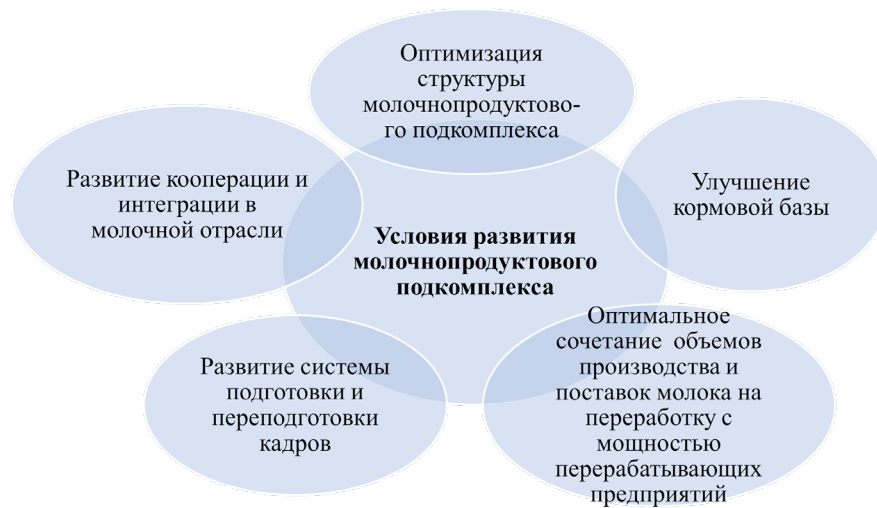 Оптимизация
структуры
молочнопродуктово-
го подкомплекса
Развитие кооперации и
интеграции в
молочной отрасли
Улучшение
кормовой базы
Условия развития
молочнопродуктового
подкомплекса
Развитие системы
подготовки и
переподготовки
кадров
Оптимальное
сочетание объемов
производства и
поставок молока на
переработку с
мощностью
перерабатывающих
предприятий